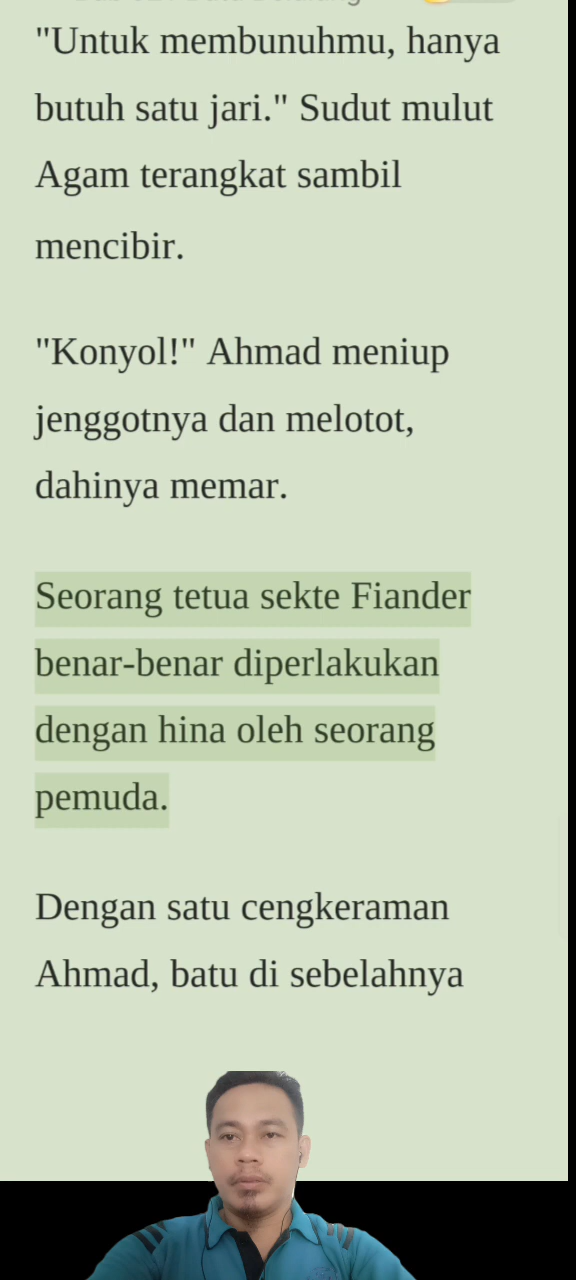 "Untuk membunuhmu, hanya
butuh satu jari." Sudut mulut
Agam terangkat sambil
mencibir.
"Konyol!" Ahmad meniup
jenggotnya dan melotot,
dahinya memar.
Seorang tetua sekte Fiander
benar-benar diperlakukan
dengan hina oleh seorang
pemuda.
Dengan satu cengkeraman
Ahmad, batu di sebelahnya